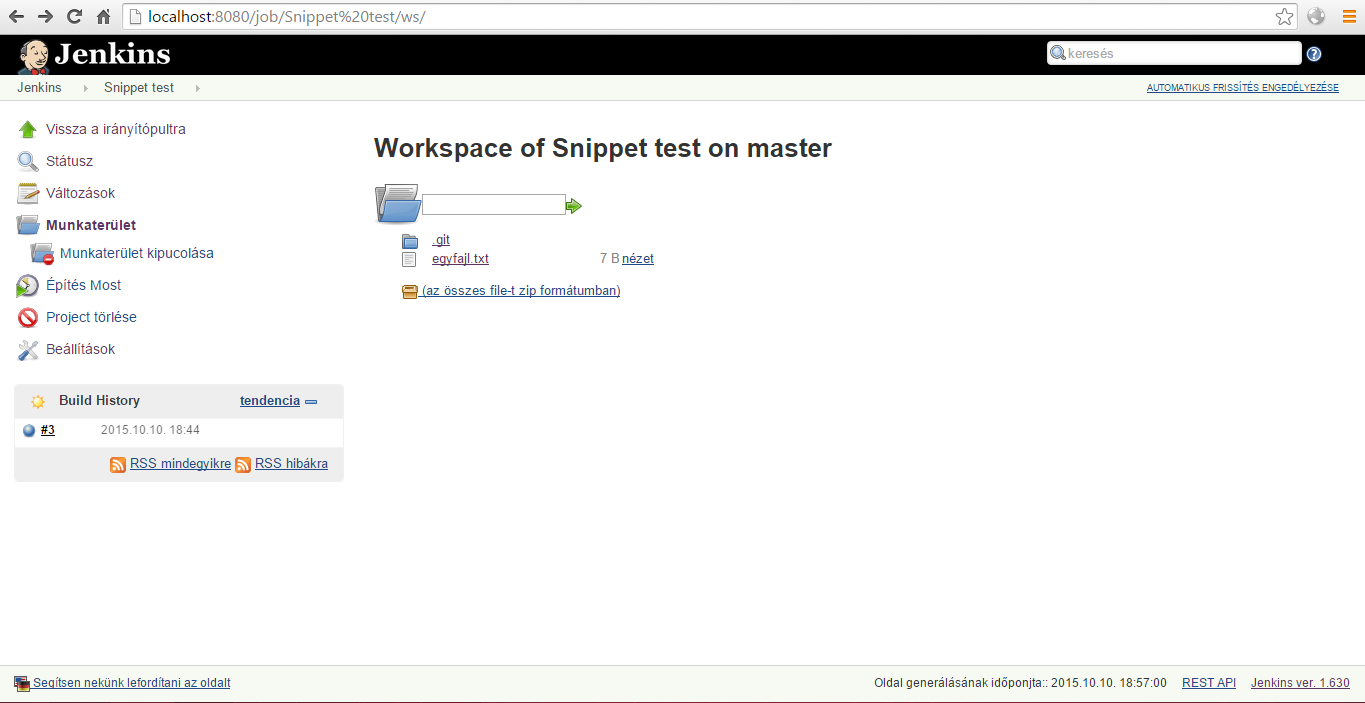 localhost:8080/job/Snippet%20test/ws/
Jenkins
keresés
Jenkins Snippet test
AUTOMATIKUS FRISSÍTÉS ENGEDÉLYEZÉSE
Vissza a irányítópultra
Státusz
Változások
Munkaterület
Munkaterület kipucolása
Építés Most
Project törlése
Beállítások
Build History tendencia
#3 2015.10.10. 18:44
RSS mindegyikre RSS hibákra
Workspace of Snippet test on master
.git
egyfajl.txt 7 B nézet
(az összes file-t zip formátumban)
Segítsen nekünk lefordítani az oldalt
Oldal generálásának időponjta:: 2015.10.10. 18:57:00 REST API Jenkins ver. 1.630